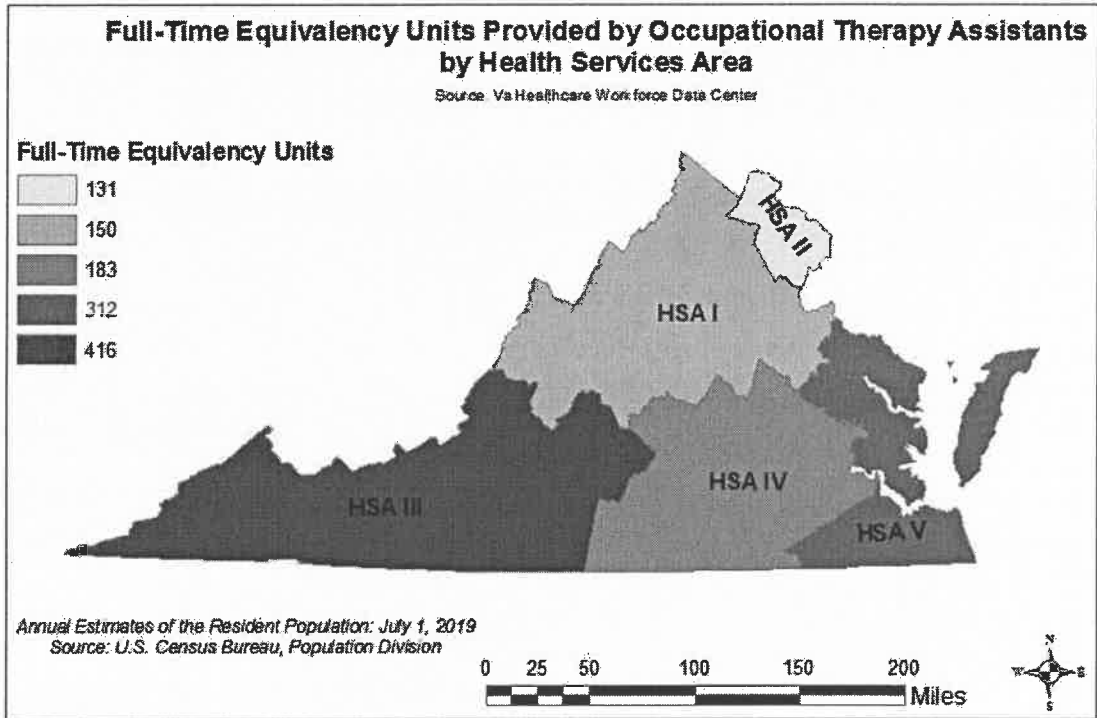 Full-Time Equivalency Units Provided by Occupational Therapy Assistants
by Health Services Area
Source: Va Healthcare Work force Data Center
Full-Time Equivalency Units
131
150
183
312
416
HSA II
HSA I
HSA III
HSA IV
HSA V
Annual Estimates of the Resident Population: July 1, 2019
Source: U.S. Census Bureau, Population Division
0 25 50 100 150 200
Miles
N
W E
S